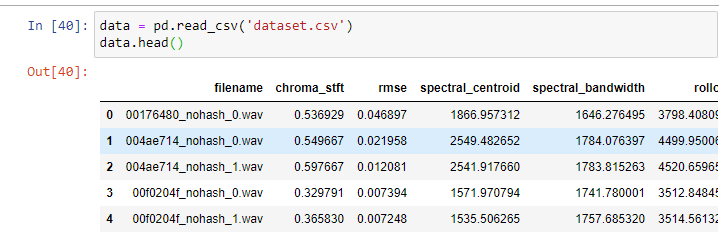 In [40]: data = pd.read_csv('dataset.csv')
data.head()
Out[40]:
filename chroma_stft rmse spectral_centroid spectral_bandwidth rollo
0 00176480_nohash_0.wav 0.536929 0.046897 1866.957312 1646.276495 3798.40809
1 004ae714_nohash_0.wav 0.549667 0.021958 2549.482652 1784.076397 4499.95006
2 004ae714_nohash_1.wav 0.597667 0.012081 2541.917660 1783.815263 4520.65965
3 00f0204f_nohash_0.wav 0.329791 0.007394 1571.970794 1741.780001 3512.84845
4 00f0204f_nohash_1.wav 0.365830 0.007248 1535.506265 1757.685320 3514.56132